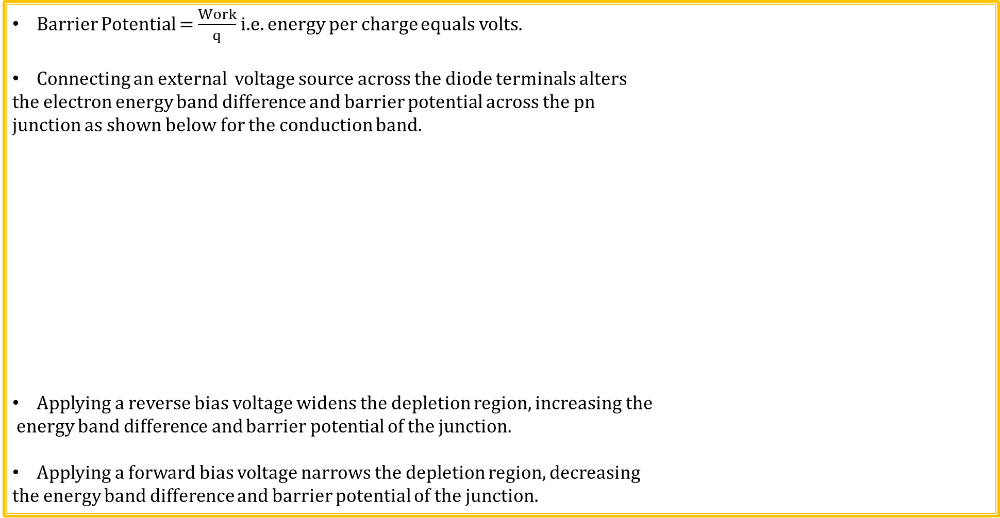 • Barrier Potential = Work/q i.e. energy per charge equals volts.
• Connecting an external voltage source across the diode terminals alters
the electron energy band difference and barrier potential across the pn
junction as shown below for the conduction band.
• Applying a reverse bias voltage widens the depletion region, increasing the
energy band difference and barrier potential of the junction.
• Applying a forward bias voltage narrows the depletion region, decreasing
the energy band difference and barrier potential of the junction.